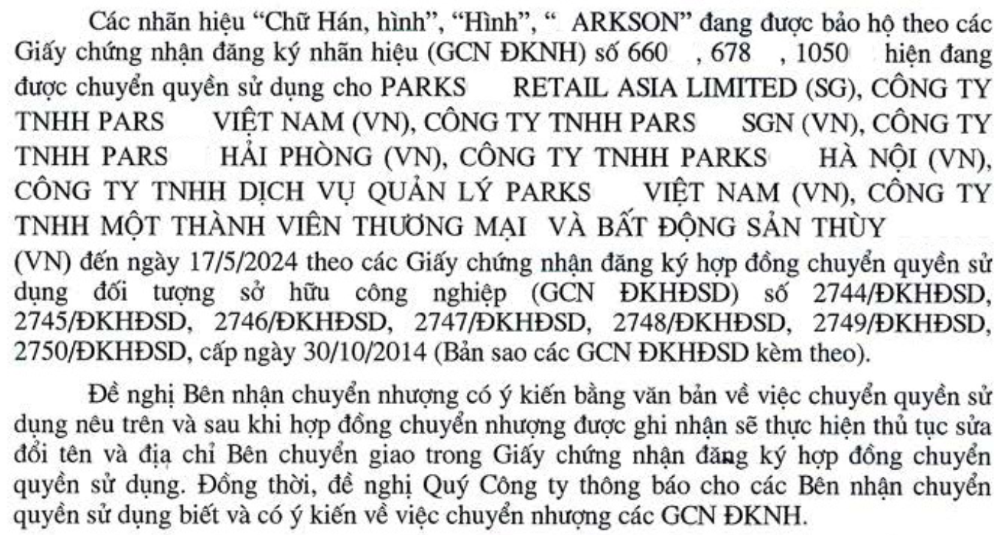 Các nhãn hiệu “Chữ Hán, hình”, “Hình”, “ ARKSON” đang được bảo hộ theo các
Giấy chứng nhận đăng ký nhãn hiệu (GCN ĐKNH) số 660 , 678 , 1050 hiện đang
được chuyển quyền sử dụng cho PARKS RETAIL ASIA LIMITED (SG), CÔNG TY
TNHH PARS VIỆT NAM (VN), CÔNG TY TNHH PARS SGN (VN), CÔNG TY
TNHH PARS HẢI PHÒNG (VN), CÔNG TY TNHH PARKS HÀ NỘI (VN),
CÔNG TY TNHH DỊCH VỤ QUẢN LÝ PARKS VIỆT NAM (VN), CÔNG TY
TNHH MỘT THÀNH VIÊN THƯƠNG MẠI VÀ BẤT ĐỘNG SẢN THÙY
(VN) đến ngày 17/5/2024 theo các Giấy chứng nhận đăng ký hợp đồng chuyển quyền sử
dụng đối tượng sở hữu công nghiệp (GCN ĐKHĐSD) số 2744/ĐKHĐSD,
2745/ĐKHĐSD, 2746/ĐKHĐSD, 2747/ĐKHĐSD, 2748/ĐKHĐSD, 2749/ĐKHĐSD,
2750/ĐKHĐSD, cấp ngày 30/10/2014 (Bản sao các GCN ĐKHĐSD kèm theo).
Đề nghị Bên nhận chuyển nhượng có ý kiến bằng văn bản về việc chuyển quyền sử
dụng nêu trên và sau khi hợp đồng chuyển nhượng được ghi nhận sẽ thực hiện thủ tục sửa
đổi tên và địa chỉ Bên chuyển giao trong Giấy chứng nhận đăng ký hợp đồng chuyển
quyền sử dụng. Đồng thời, đề nghị Quý Công ty thông báo cho các Bên nhận chuyển
quyền sử dụng biết và có ý kiến về việc chuyển nhượng các GCN ĐKNH.